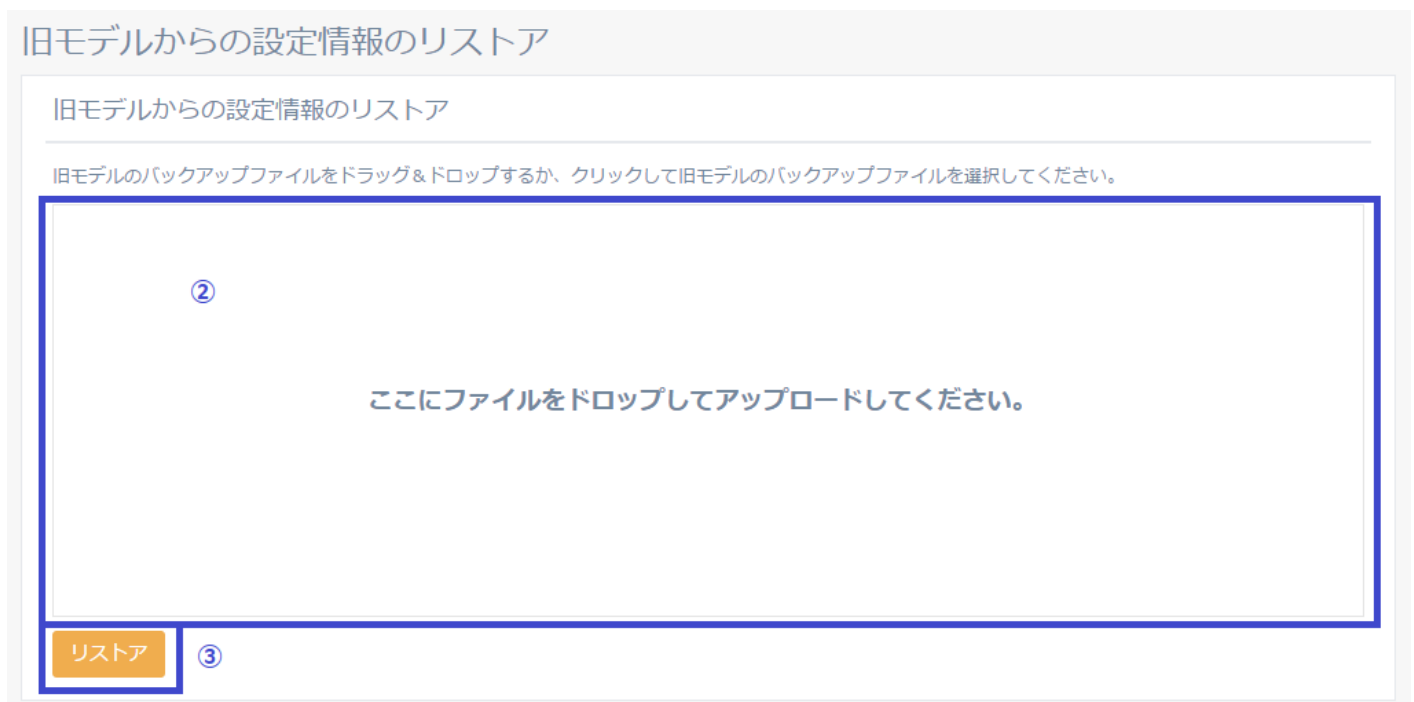 旧モデルからの設定情報のリストア
旧モデルからの設定情報のリストア
旧モデルのバックアップファイルをドラッグ&ドロップするか、クリックして旧モデルのバックアップファイルを選択してください。
②
ここにファイルをドロップしてアップロードしてください。
リストア
③